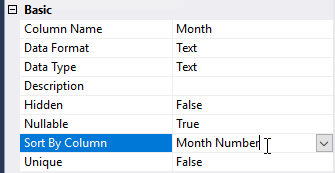 Basic
Column Name Month
Data Format Text
Data Type Text
Description
Hidden False
Nullable True
Sort By Column Month Number
Unique False